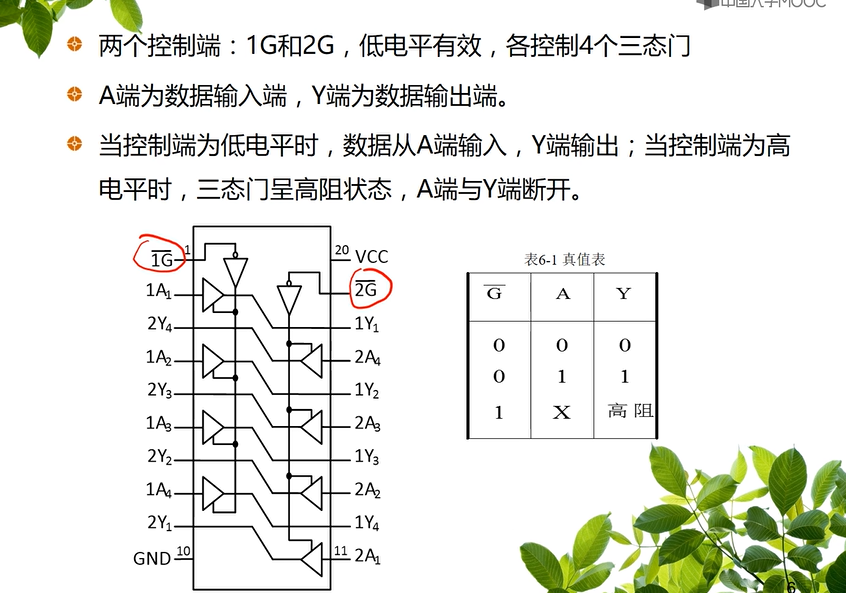 中国大学MOOC
两个控制端：1G和2G，低电平有效，各控制4个三态门
A端为数据输入端，Y端为数据输出端。
当控制端为低电平时，数据从A端输入，Y端输出；当控制端为高
电平时，三态门呈高阻状态，A端与Y端断开。
1G̅ 1
20 VCC
1A₁
2G̅
2Y₄
1Y₁
1A₂
2A₄
2Y₃
1Y₂
1A₃
2A₃
2Y₂
1Y₃
1A₄
2A₂
2Y₁
1Y₄
GND 10
11 2A₁
表6-1 真值表
G̅ A Y
0 0 0
0 1 1
1 X 高阻
6